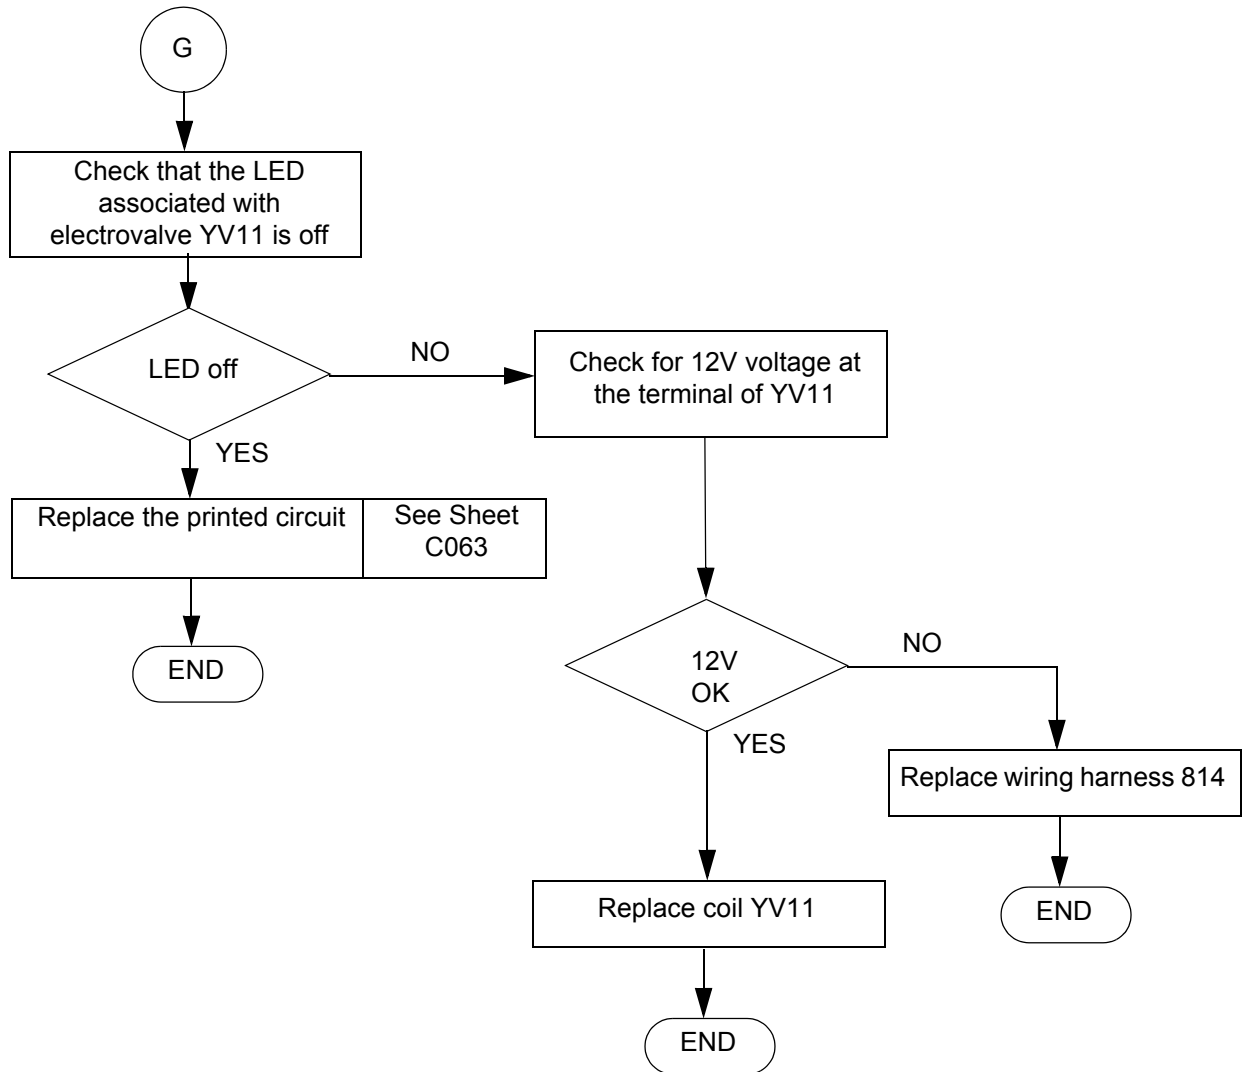 G
Check that the LED
associated with
electrovalve YV11 is off
LED off
NO
Check for 12V voltage at
the terminal of YV11
YES
Replace the printed circuit
See Sheet
C063
END
12V
OK
NO
YES
Replace wiring harness 814
Replace coil YV11
END
END